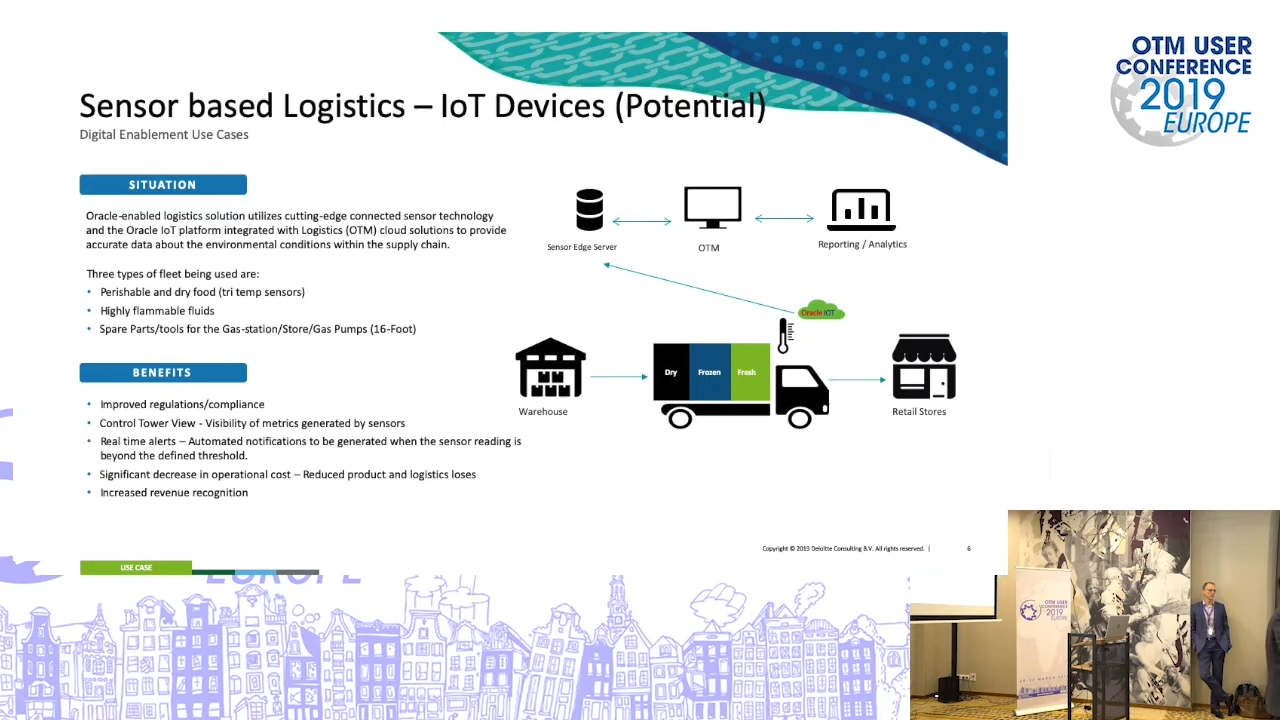 OTM USER
CONFERENCE
2019
EUROPE
Sensor based Logistics – IoT Devices (Potential)
Digital Enablement Use Cases
SITUATION
Oracle-enabled logistics solution utilizes cutting-edge connected sensor technology
and the Oracle IoT platform integrated with Logistics (OTM) cloud solutions to provide
accurate data about the environmental conditions within the supply chain.
Three types of fleet being used are:
• Perishable and dry food (tri temp sensors)
• Highly flammable fluids
• Spare Parts/tools for the Gas-station/Store/Gas Pumps (16-Foot)
BENEFITS
• Improved regulations/compliance
• Control Tower View - Visibility of metrics generated by sensors
• Real time alerts – Automated notifications to be generated when the sensor reading is
beyond the defined threshold.
• Significant decrease in operational cost – Reduced product and logistics loses
• Increased revenue recognition
Sensor Edge Server
OTM
Reporting / Analytics
Oracle IOT
Dry
Frozen
Fresh
Warehouse
Retail Stores
Copyright © 2019 Deloitte Consulting B.V. All rights reserved. |
6
USE CASE
EUROPE
OTM USER
CONFERENCE
2019
EUROPE